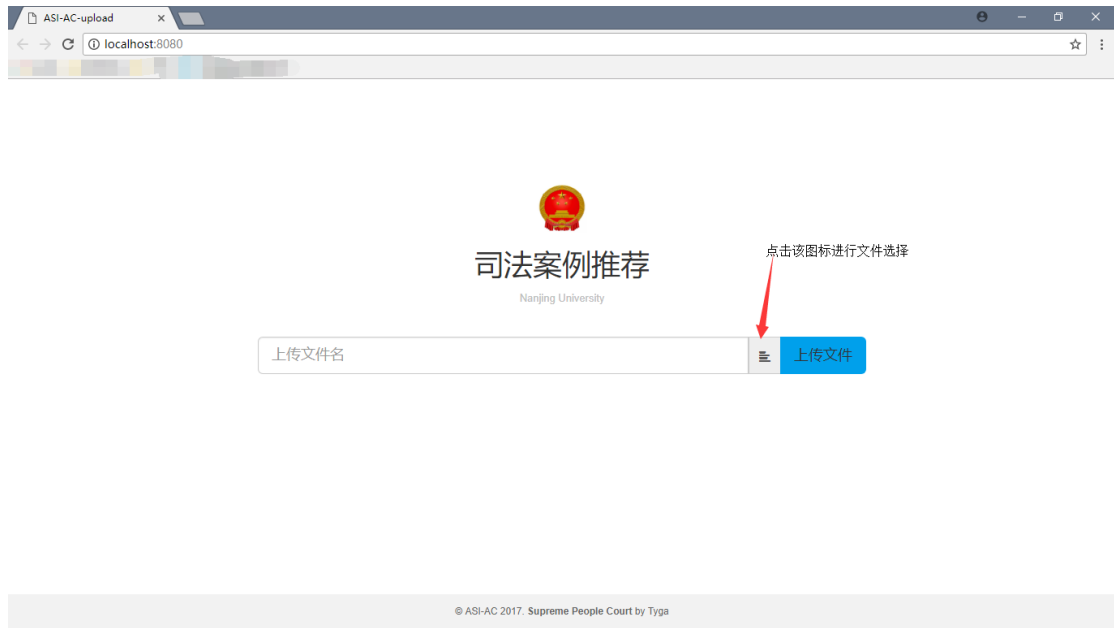 ASI-AC-upload
localhost:8080
司法案例推荐
点击该图标进行文件选择
Nanjing University
上传文件名
上传文件
© ASI-AC 2017. Supreme People Court by Tyga